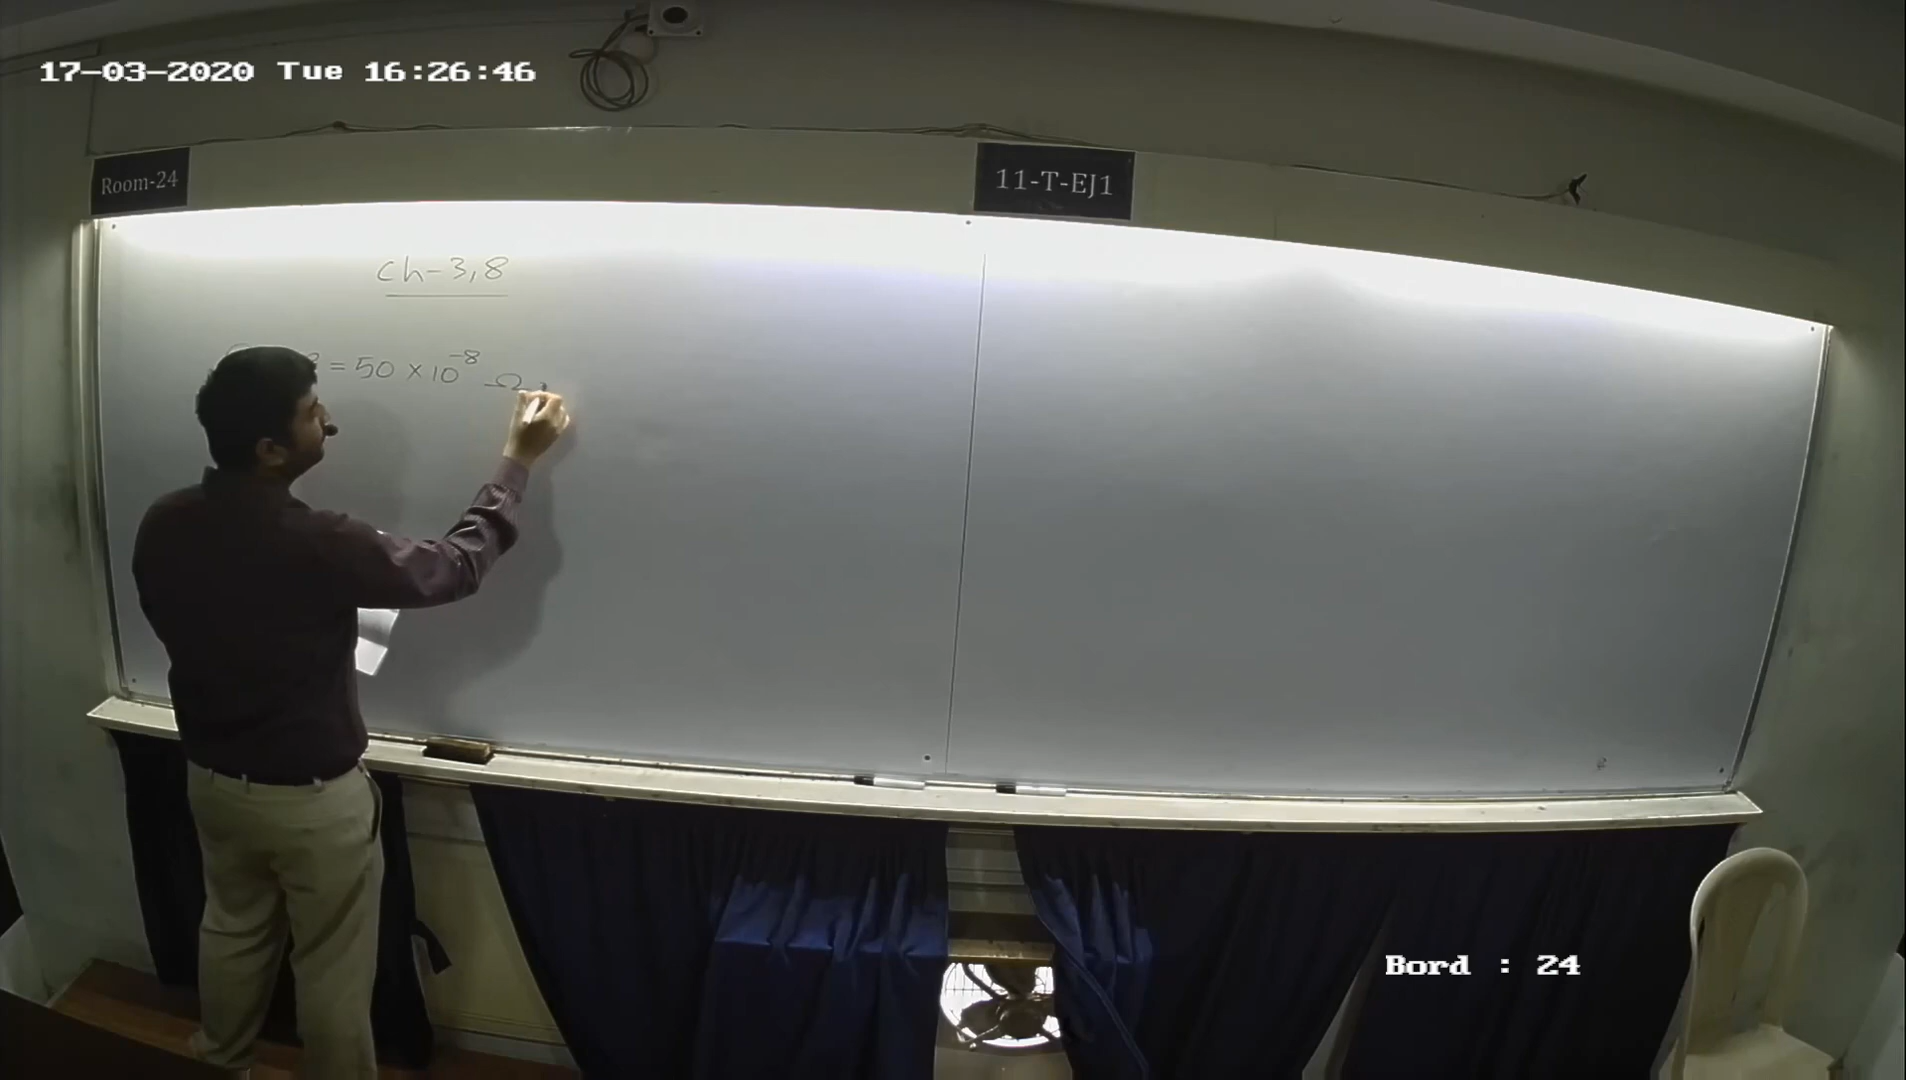 17-03-2020 Tue 16:26:46
Room-24
11-T-EJ1
Ch-3,8
= 50 × 10⁻⁸ Ω
Bord : 24